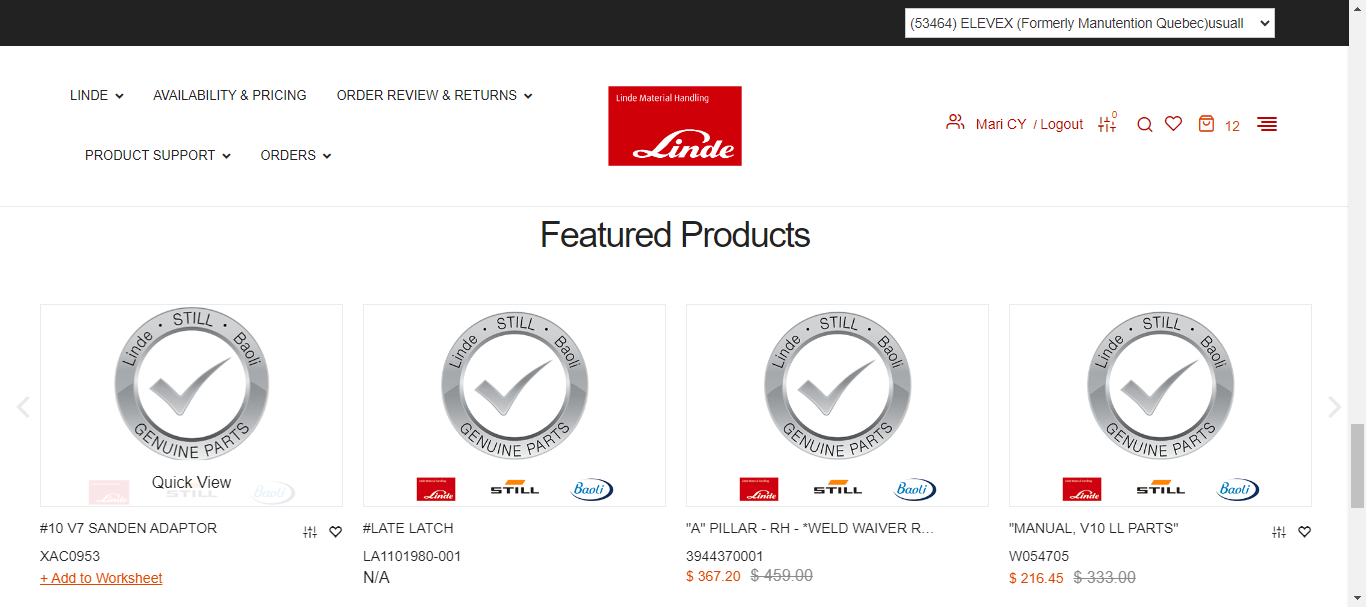 (53464) ELEVEX (Formerly Manutention Quebec)usuall
LINDE
AVAILABILITY & PRICING
ORDER REVIEW & RETURNS
Linde Material Handling
Linde
Mari CY / Logout
0
12
PRODUCT SUPPORT
ORDERS
Featured Products
Linde • STILL • Baoli
GENUINE PARTS
Linde • STILL • Baoli
GENUINE PARTS
Linde • STILL • Baoli
GENUINE PARTS
Linde • STILL • Baoli
GENUINE PARTS
Linde STILL Baoli
Quick View
Linde STILL Baoli
Linde STILL Baoli
Linde STILL Baoli
#10 V7 SANDEN ADAPTOR
XAC0953
+ Add to Worksheet
#LATE LATCH
LA1101980-001
N/A
"A" PILLAR - RH - *WELD WAIVER R...
3944370001
$ 367.20 $ 459.00
"MANUAL, V10 LL PARTS"
W054705
$ 216.45 $ 333.00